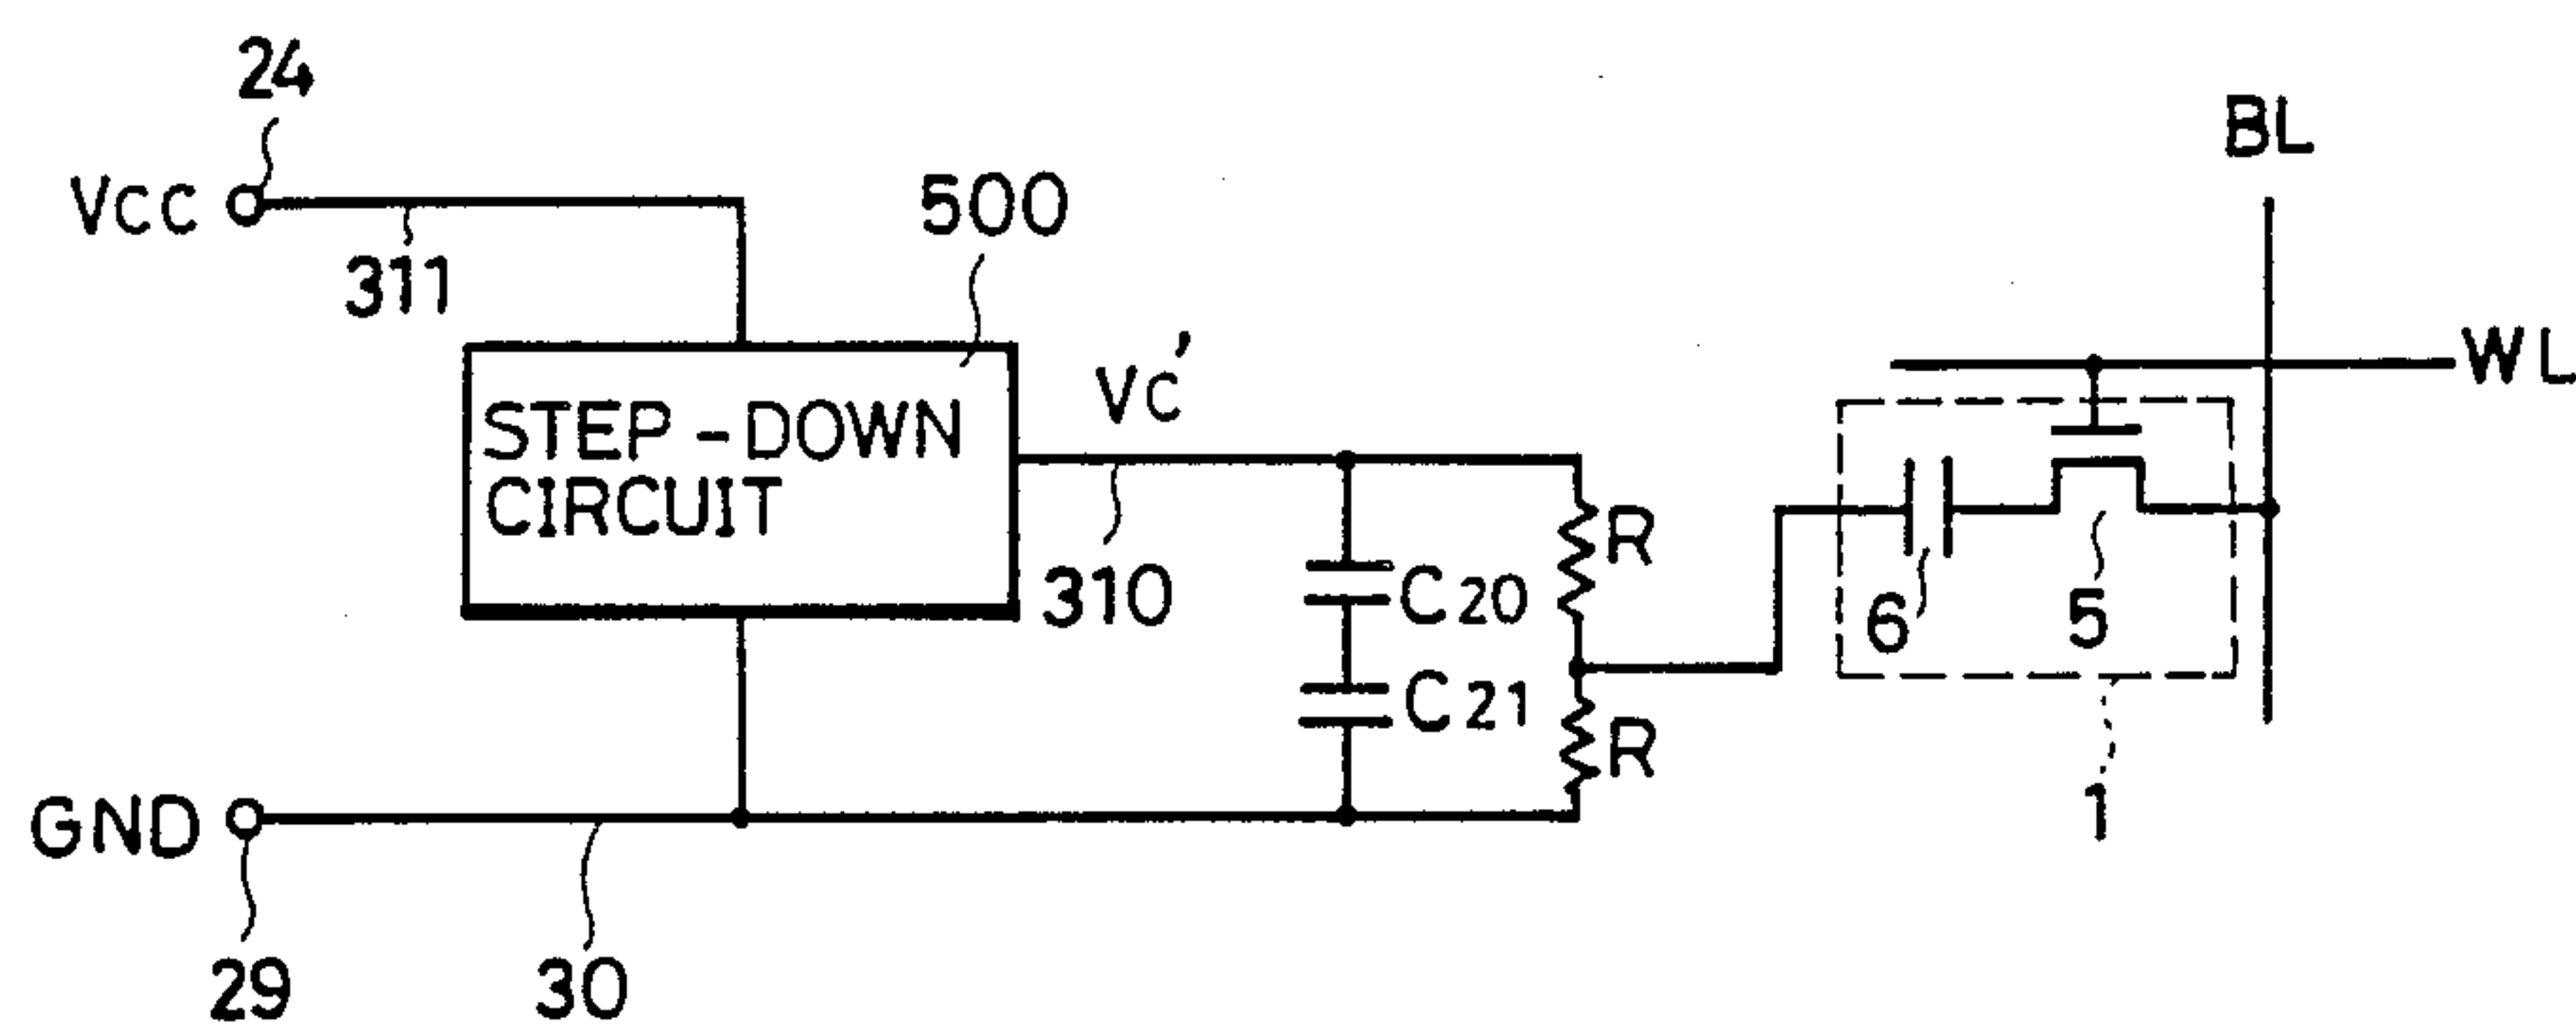 24
BL
VCC
500
311
WL
VC'
STEP-DOWN
CIRCUIT
R
310
C20
6
5
C21
R
1
GND
29
30